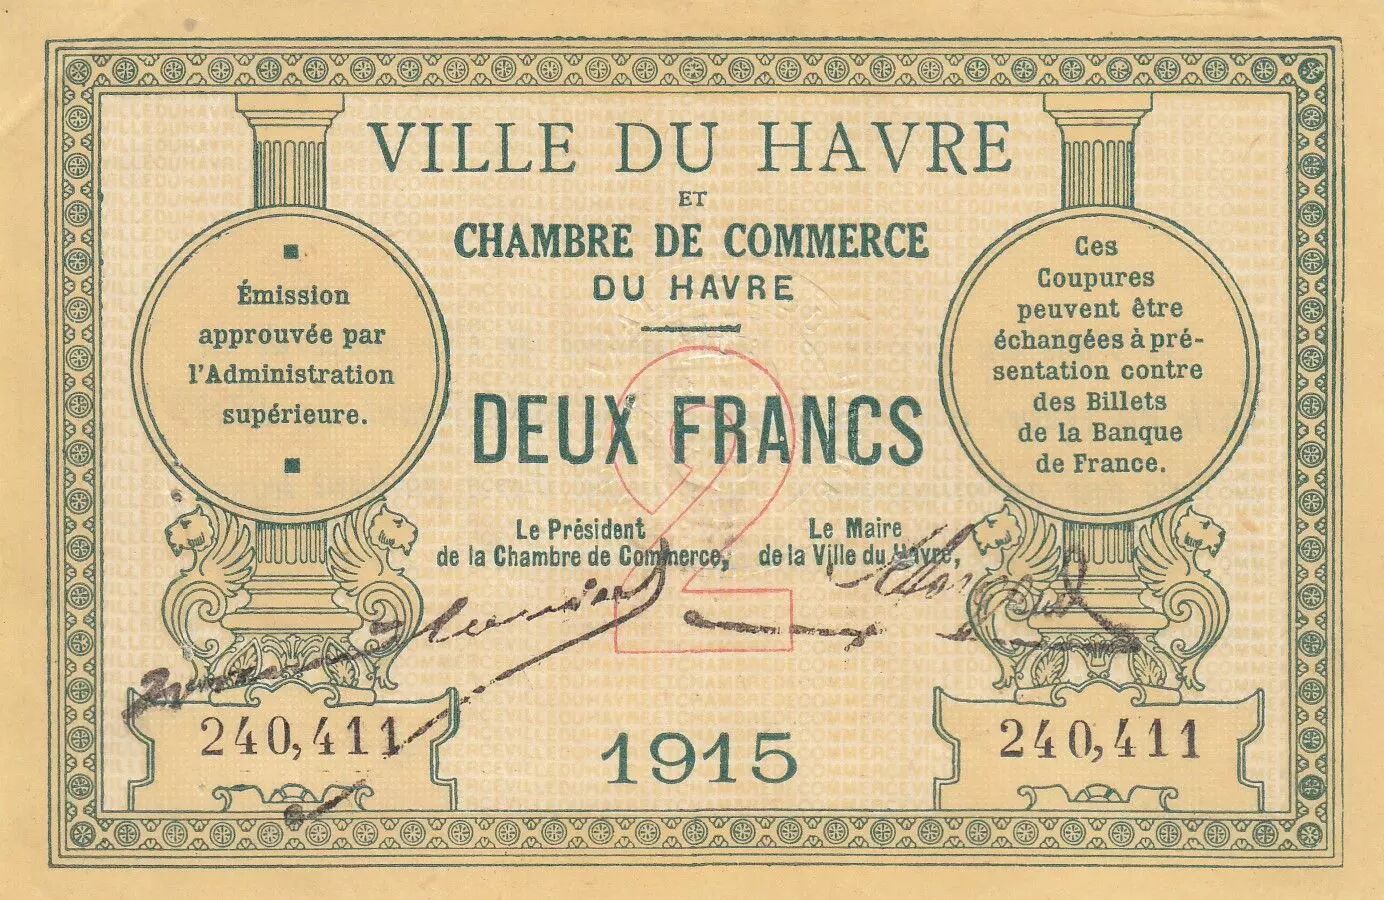 VILLE DU HAVRE
ET
CHAMBRE DE COMMERCE
DU HAVRE
Émission
approuvée par
l'Administration
supérieure.
Ces
Coupures
peuvent être
échangées à pré-
sentation contre
des Billets
de la Banque
de France.
2
DEUX FRANCS
Le Président
de la Chambre de Commerce,
Le Maire
de la Ville du Havre,
240,411
1915
240,411